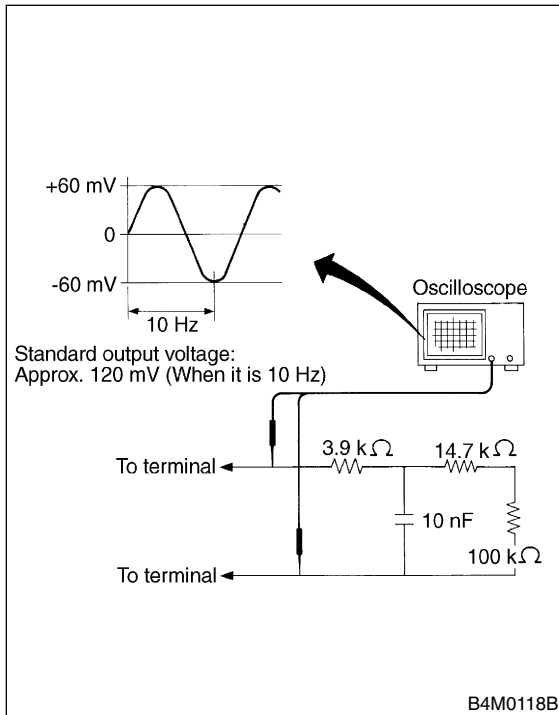 +60 mV
0
-60 mV
10 Hz
Oscilloscope
Standard output voltage:
Approx. 120 mV (When it is 10 Hz)
3.9 kΩ
14.7 kΩ
To terminal
10 nF
100 kΩ
To terminal
B4M0118B